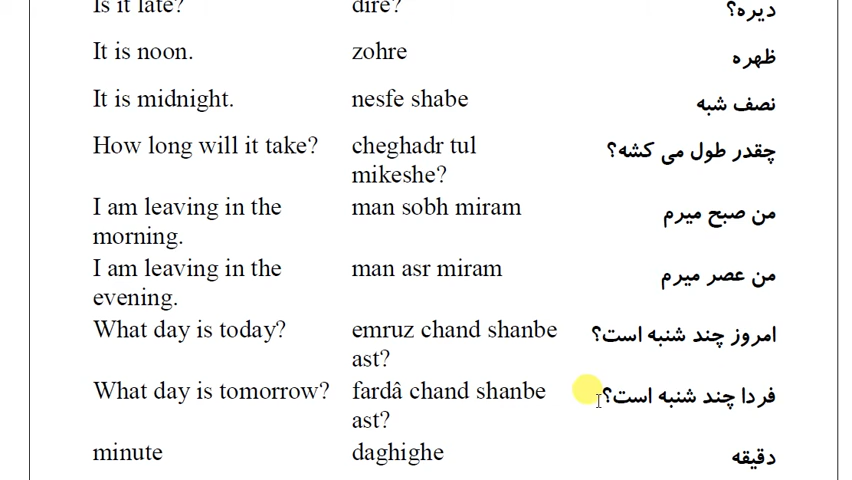 Is it late? dire? دیره؟
It is noon. zohre ظهره
It is midnight. nesfe shabe نصف شبه
How long will it take? cheghadr tul چقدر طول می کشه؟
mikeshe?
I am leaving in the man sobh miram من صبح میرم
morning.
I am leaving in the man asr miram من عصر میرم
evening.
What day is today? emruz chand shanbe امروز چند شنبه است؟
ast?
What day is tomorrow? fardâ chand shanbe فردا چند شنبه است؟
ast?
minute daghighe دقیقه